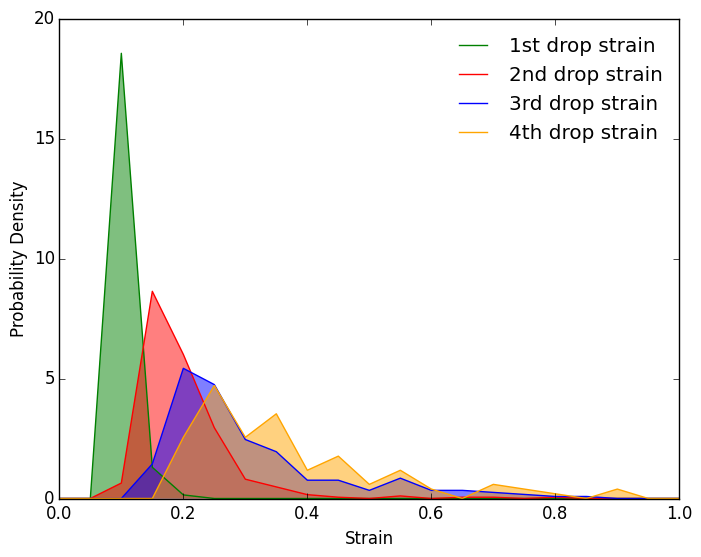 20
15
10
5
0
0.0 0.2 0.4 0.6 0.8 1.0
Probability Density
Strain
1st drop strain
2nd drop strain
3rd drop strain
4th drop strain